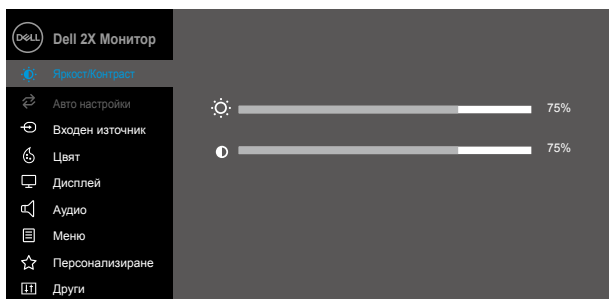 DELL Dell 2X Монитор
Яркост/Контраст
Авто настройки
75%
Входен източник
Цвят
75%
Дисплей
Аудио
Меню
Персонализиране
Други